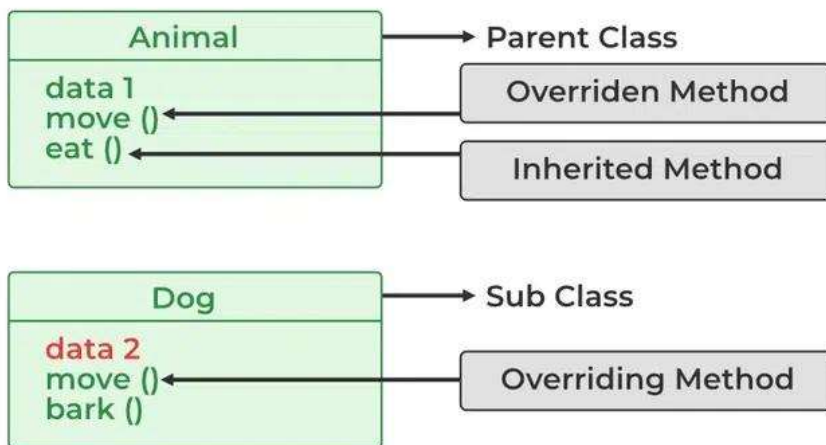 Animal
Parent Class
data 1
move ()
eat ()
Overriden Method
Inherited Method
Dog
Sub Class
data 2
move ()
bark ()
Overriding Method